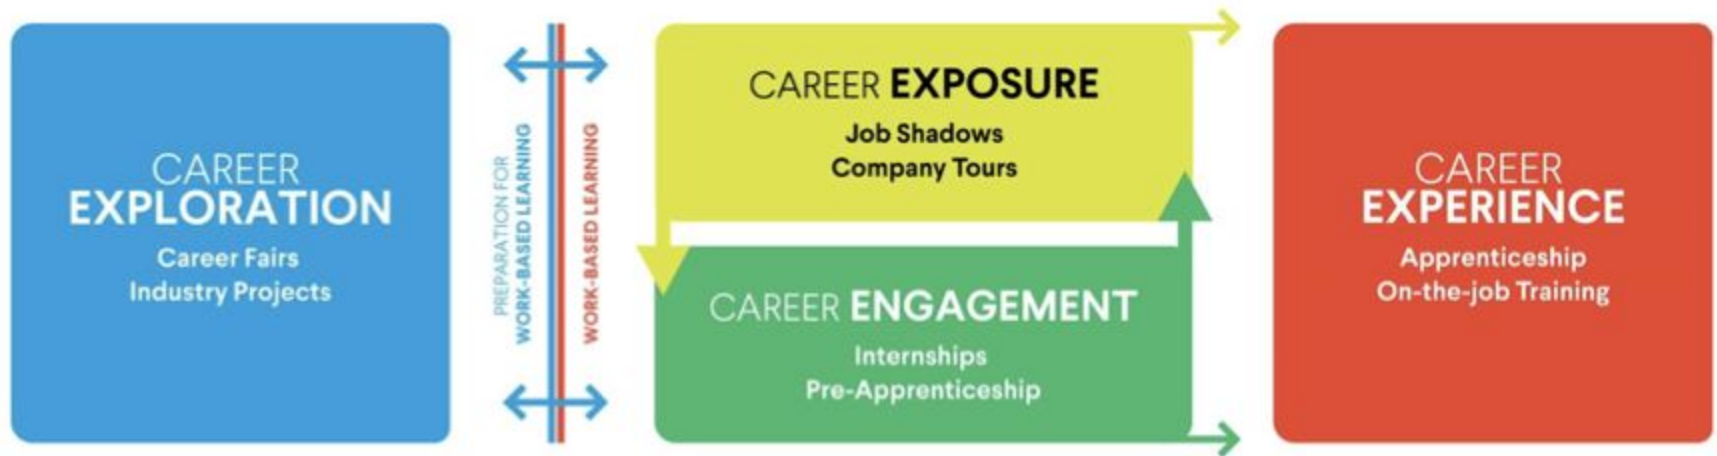 CAREER
EXPLORATION
Career Fairs
Industry Projects
PREPARATION FOR
WORK-BASED LEARNING
WORK-BASED LEARNING
CAREER EXPOSURE
Job Shadows
Company Tours
CAREER ENGAGEMENT
Internships
Pre-Apprenticeship
CAREER
EXPERIENCE
Apprenticeship
On-the-job Training